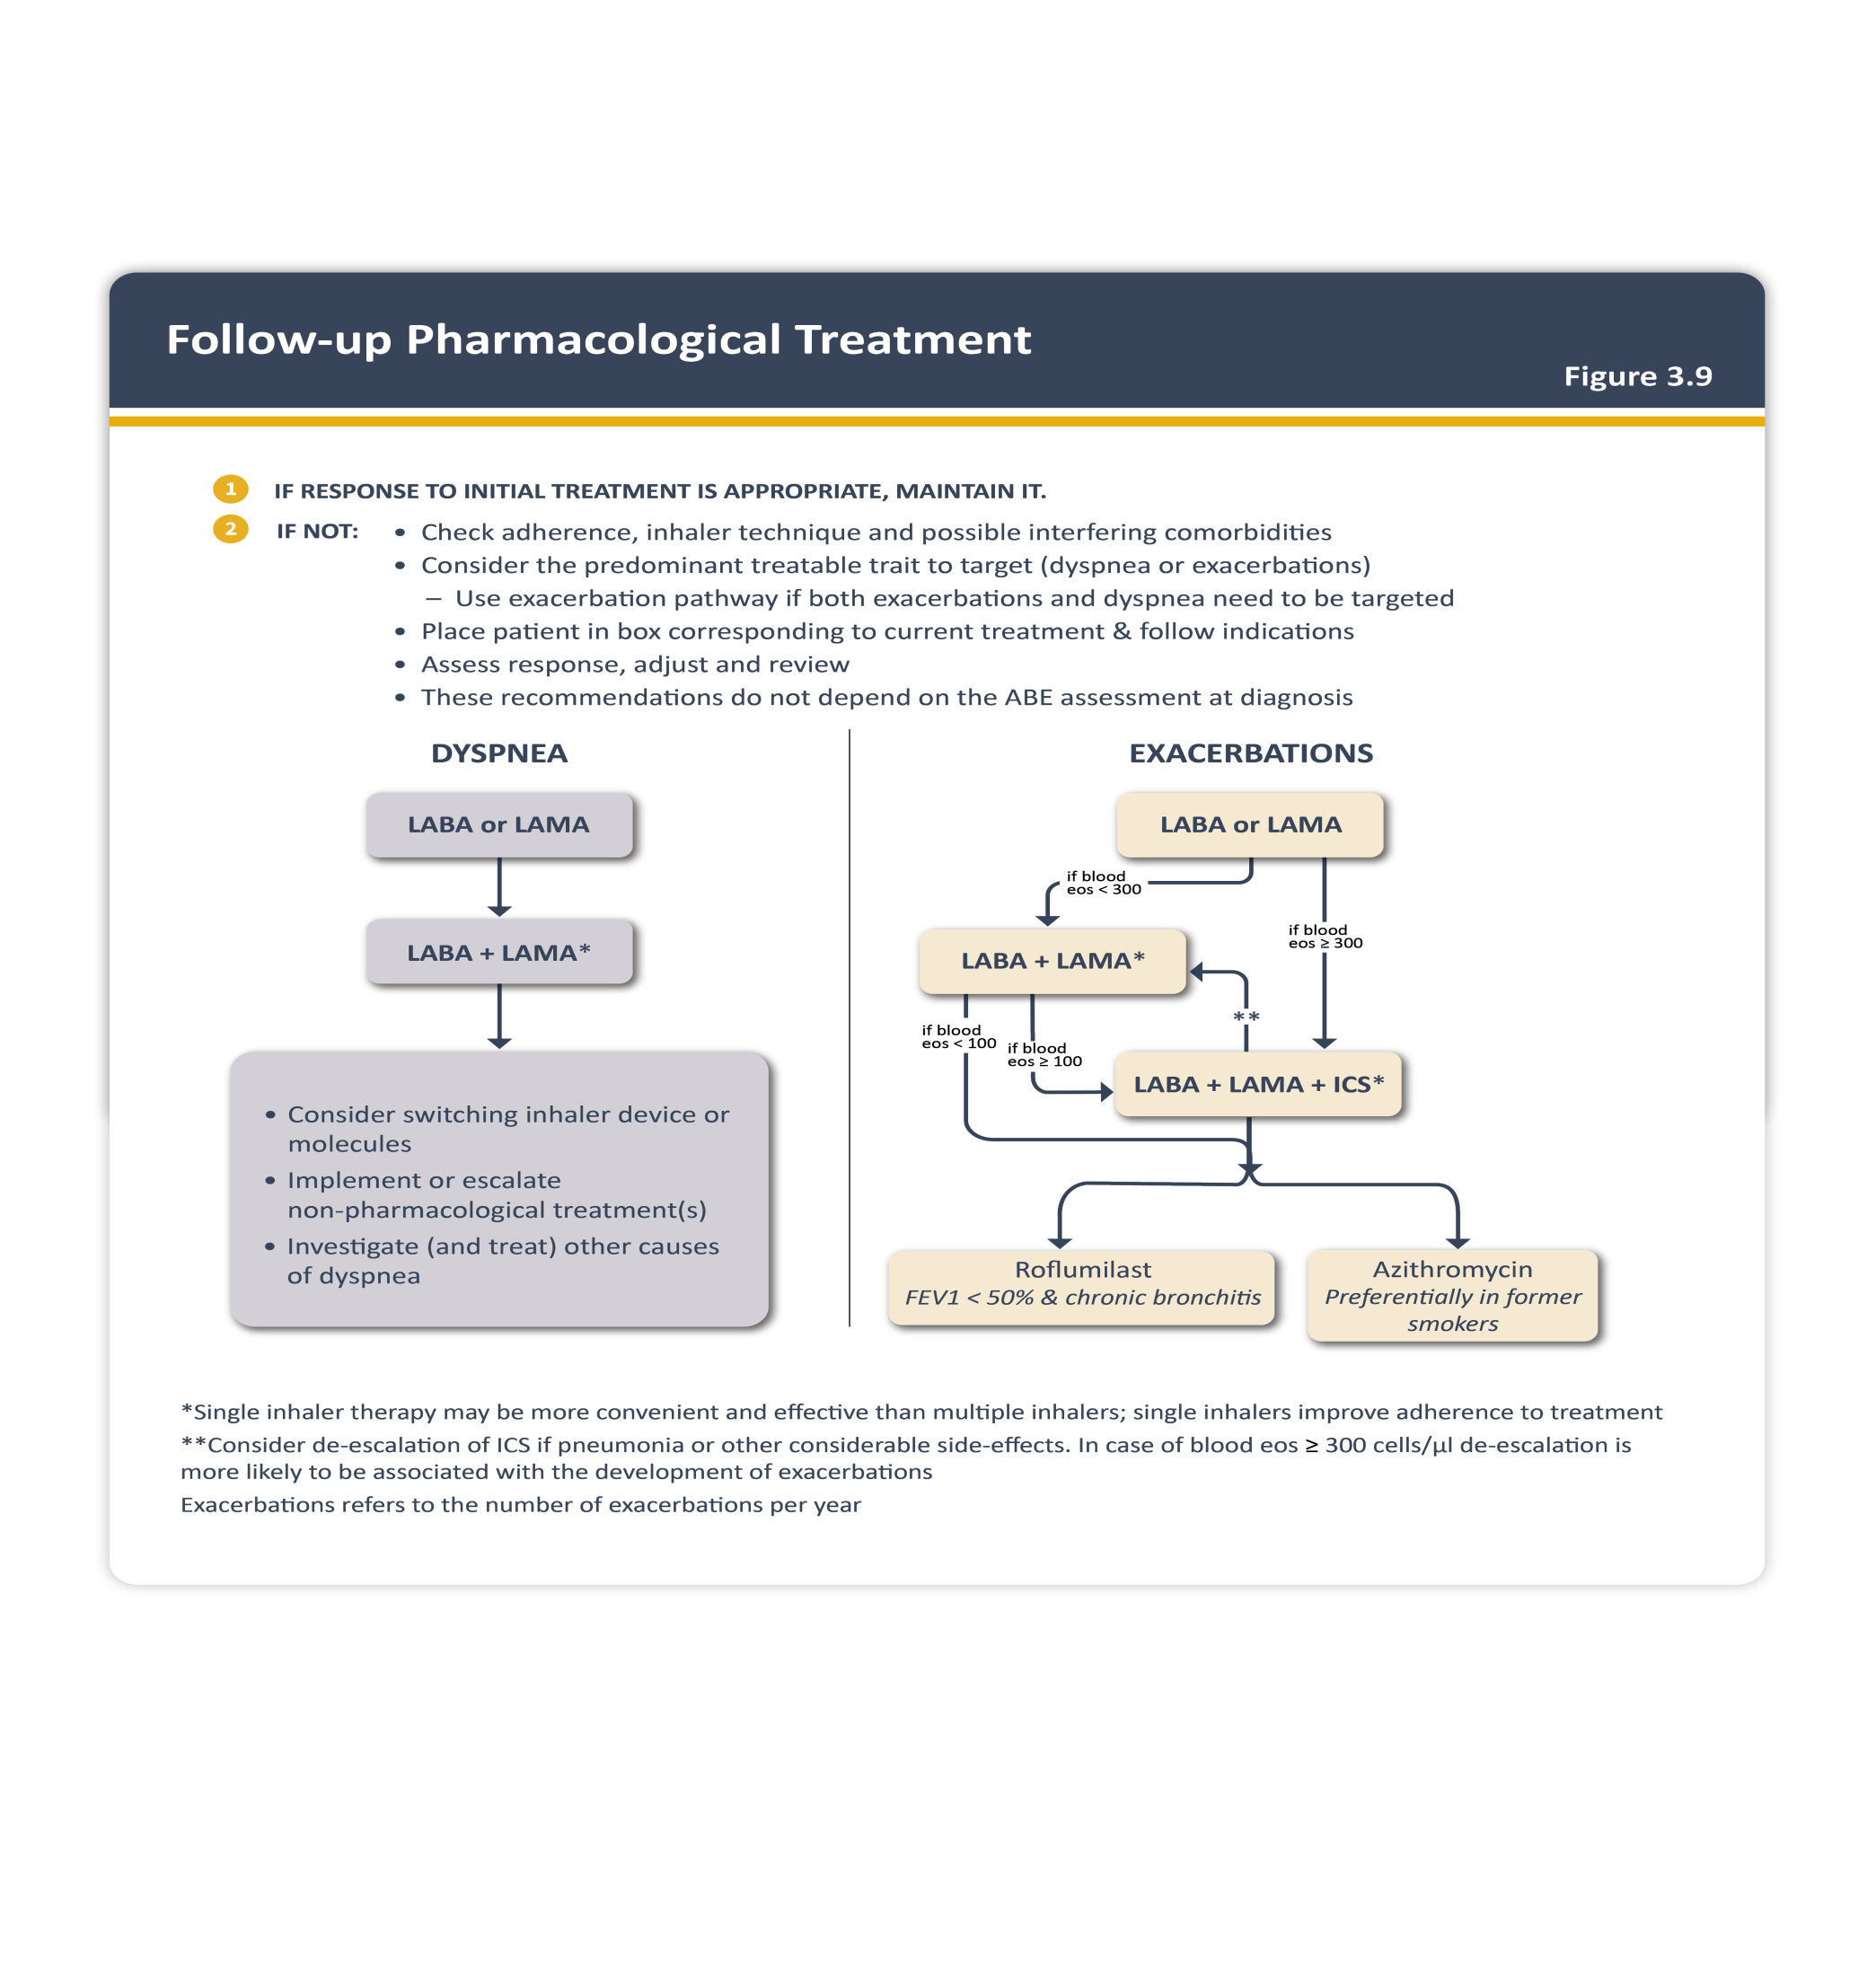 Follow-up Pharmacological Treatment
Figure 3.9
1 IF RESPONSE TO INITIAL TREATMENT IS APPROPRIATE, MAINTAIN IT.
2 IF NOT: • Check adherence, inhaler technique and possible interfering comorbidities
• Consider the predominant treatable trait to target (dyspnea or exacerbations)
– Use exacerbation pathway if both exacerbations and dyspnea need to be targeted
• Place patient in box corresponding to current treatment & follow indications
• Assess response, adjust and review
• These recommendations do not depend on the ABE assessment at diagnosis
DYSPNEA
LABA or LAMA
LABA + LAMA*
• Consider switching inhaler device or
molecules
• Implement or escalate
non-pharmacological treatment(s)
• Investigate (and treat) other causes
of dyspnea
EXACERBATIONS
LABA or LAMA
if blood
eos < 300
if blood
eos ≥ 300
LABA + LAMA*
**
if blood
eos < 100
if blood
eos ≥ 100
LABA + LAMA + ICS*
Roflumilast
FEV1 < 50% & chronic bronchitis
Azithromycin
Preferentially in former
smokers
*Single inhaler therapy may be more convenient and effective than multiple inhalers; single inhalers improve adherence to treatment
**Consider de-escalation of ICS if pneumonia or other considerable side-effects. In case of blood eos ≥ 300 cells/µl de-escalation is
more likely to be associated with the development of exacerbations
Exacerbations refers to the number of exacerbations per year